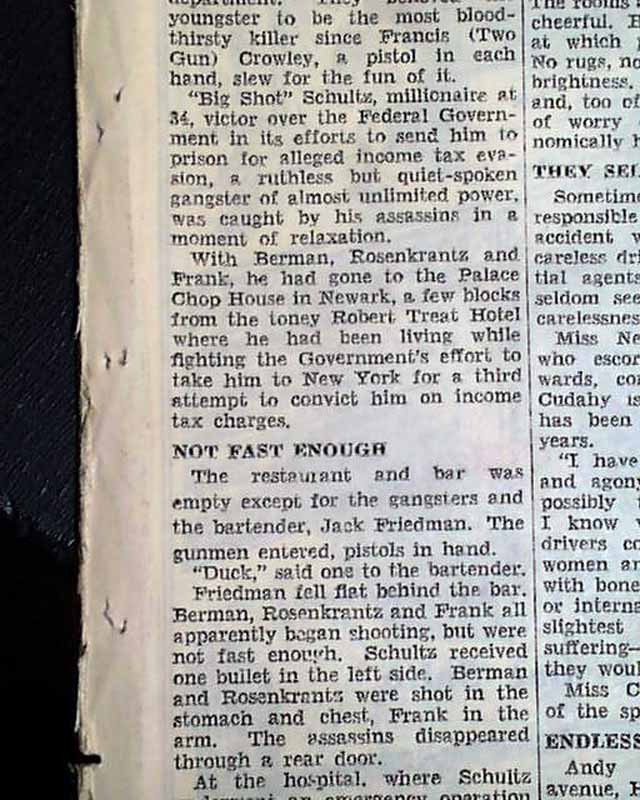 youngster to be the most blood-
thirsty killer since Francis (Two
Gun) Crowley, a pistol in each
hand, slew for the fun of it.
"Big Shot" Schultz, millionaire at
34, victor over the Federal Govern-
ment in its efforts to send him to
prison for alleged income tax eva-
sion, a ruthless but quiet-spoken
gangster of almost unlimited power,
was caught by his assassins in a
moment of relaxation.
With Berman, Rosenkrantz and
Frank, he had gone to the Palace
Chop House in Newark, a few blocks
from the toney Robert Treat Hotel
where he had been living while
fighting the Government's effort to
take him to New York for a third
attempt to convict him on income
tax charges.
NOT FAST ENOUGH
The restaurant and bar was
empty except for the gangsters and
the bartender, Jack Friedman. The
gunmen entered, pistols in hand.
"Duck," said one to the bartender.
Friedman fell flat behind the bar.
Berman, Rosenkrantz and Frank all
apparently began shooting, but were
not fast enough. Schultz received
one bullet in the left side. Berman
and Rosenkrantz were shot in the
stomach and chest, Frank in the
arm. The assassins disappeared
through a rear door.
At the hospital, where Schultz
The rooms
cheerful.
at which
No rugs,
brightness.
and, too
of worry
nomically
THEY
Sometime
responsible
accident
careless
tial agents
seldom
carelessness
Miss
who
wards,
Cudahy is
has been
years.
"I have
and
possibly
I know
drivers
women
with
or
slightest
suffering—
they
Miss
of the
ENDLESS
Andy
avenue,